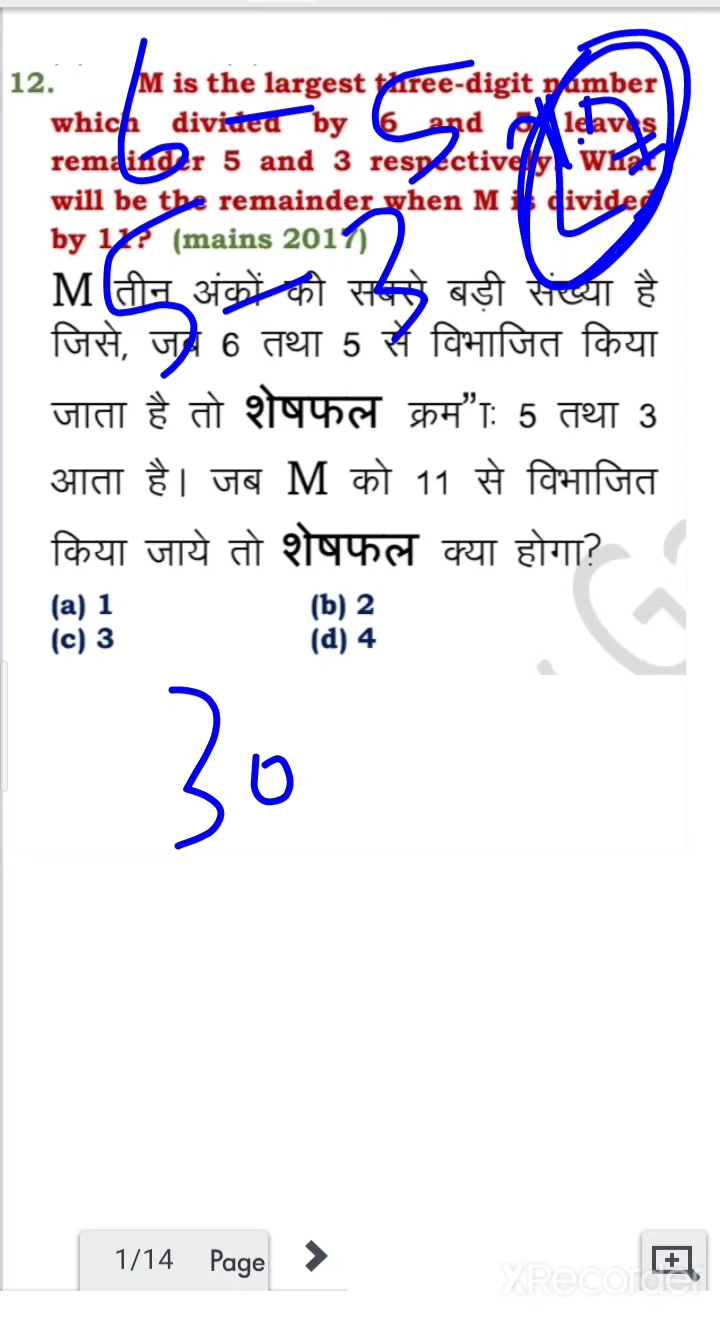 12. M is the largest three-digit number
which divided by 6 and 5 leaves
remainder 5 and 3 respectively. What
will be the remainder when M is divided
by 11? (mains 2017)
M तीन अंकों की सबसे बड़ी संख्या है
जिसे, जब 6 तथा 5 से विभाजित किया
जाता है तो शेषफल क्रम”ाः 5 तथा 3
आता है। जब M को 11 से विभाजित
किया जाये तो शेषफल क्या होगा?
(a) 1 (b) 2
(c) 3 (d) 4
6 – 5
5 – 3
30
1/14 Page
XRecorder